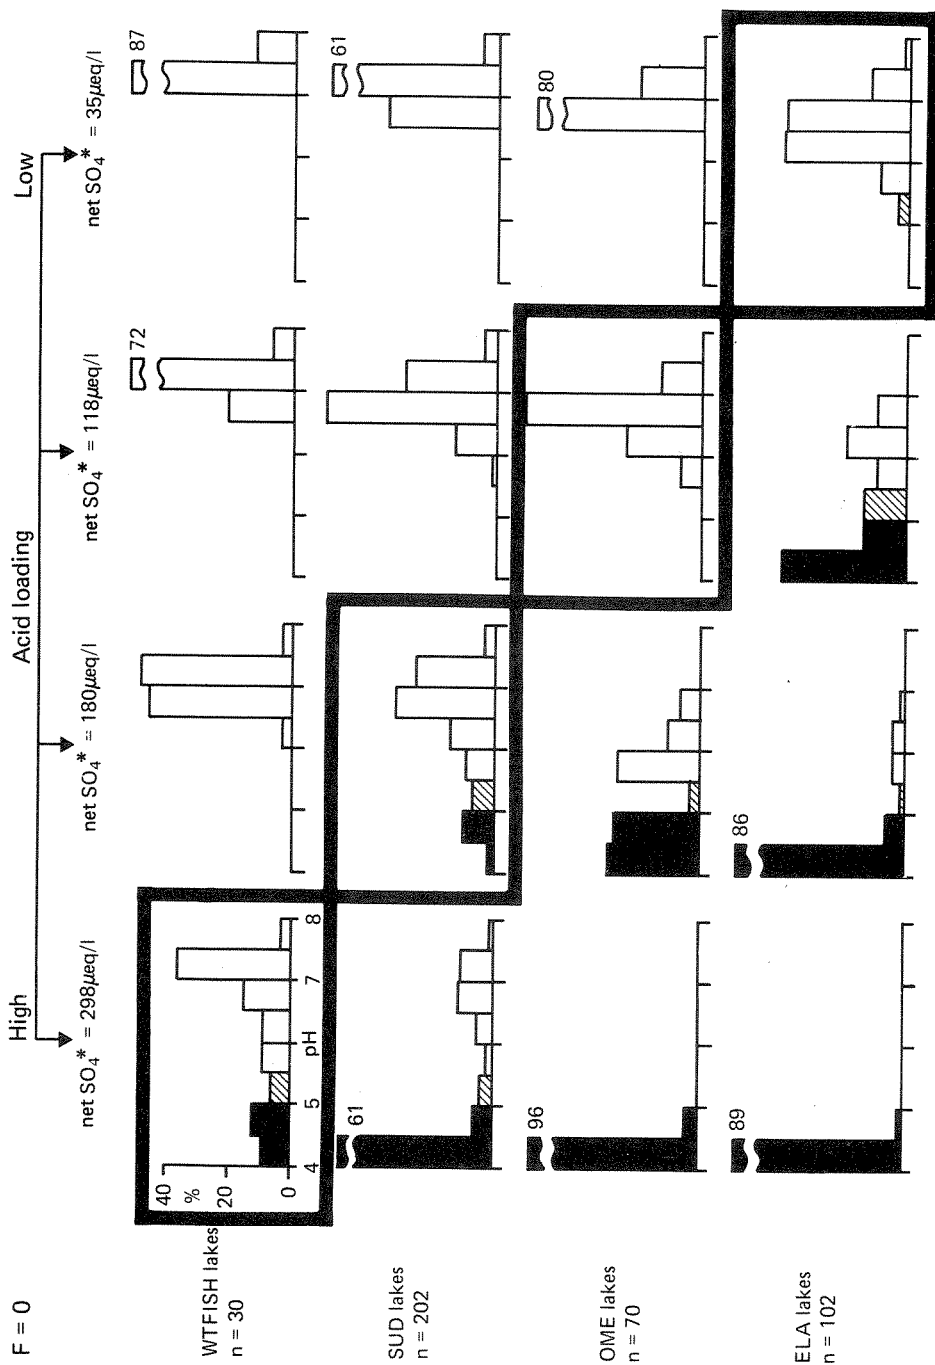 F = 0
Acid loading
High
Low
net SO4* = 298μeq/l
net SO4* = 180μeq/l
net SO4* = 118μeq/l
net SO4* = 35μeq/l
WTFISH lakes
n = 30
40
%
20
0
4
5
pH
7
8
72
87
SUD lakes
n = 202
61
61
OME lakes
n = 70
96
80
ELA lakes
n = 102
89
86